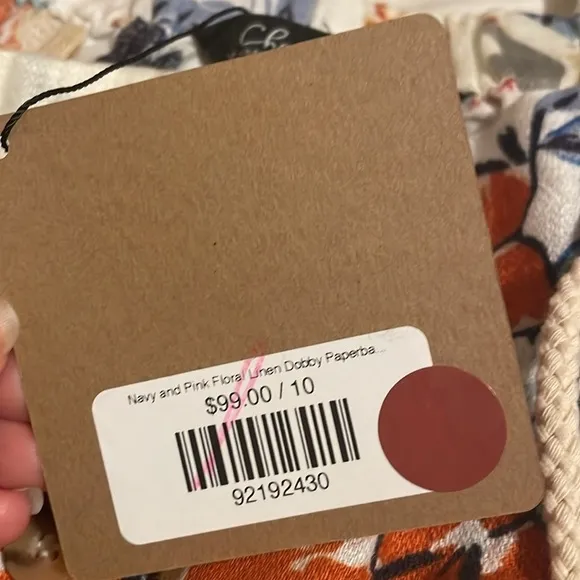 Navy and Pink Floral Linen Dobby Paperba...
$99.00 / 10
92192430